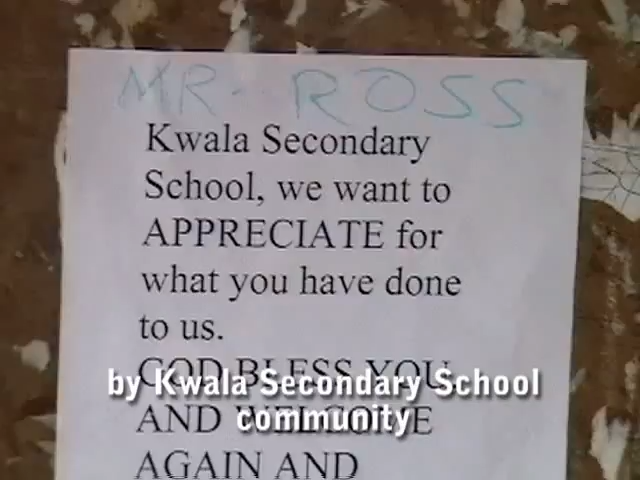 MR. ROSS
Kwala Secondary
School, we want to
APPRECIATE for
what you have done
to us.
GOD BLESS YOU
by Kwala Secondary School
AND WELCOME
community
AGAIN AND